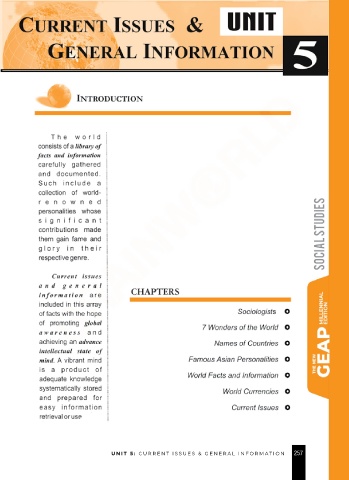 CURRENT ISSUES & UNIT
GENERAL INFORMATION 5
INTRODUCTION
The world
consists of a library of
facts and information
carefully gathered
and documented.
Such include a
collection of world-
renowned
personalities whose
significant
contributions made
them gain fame and
glory in their
respective genre.
Current issues
and general
information are
included in this array
of facts with the hope
of promoting global
awareness and
achieving an advance
intellectual state of
mind. A vibrant mind
is a product of
adequate knowledge
systematically stored
and prepared for
easy information
retrieval or use
CHAPTERS
Sociologists
7 Wonders of the World
Names of Countries
Famous Asian Personalities
World Facts and information
World Currencies
Current Issues
SOCIAL STUDIES
THE NEW
GEAP MILLENNIAL
EDITION
UNIT 5: CURRENT ISSUES & GENERAL INFORMATION 257